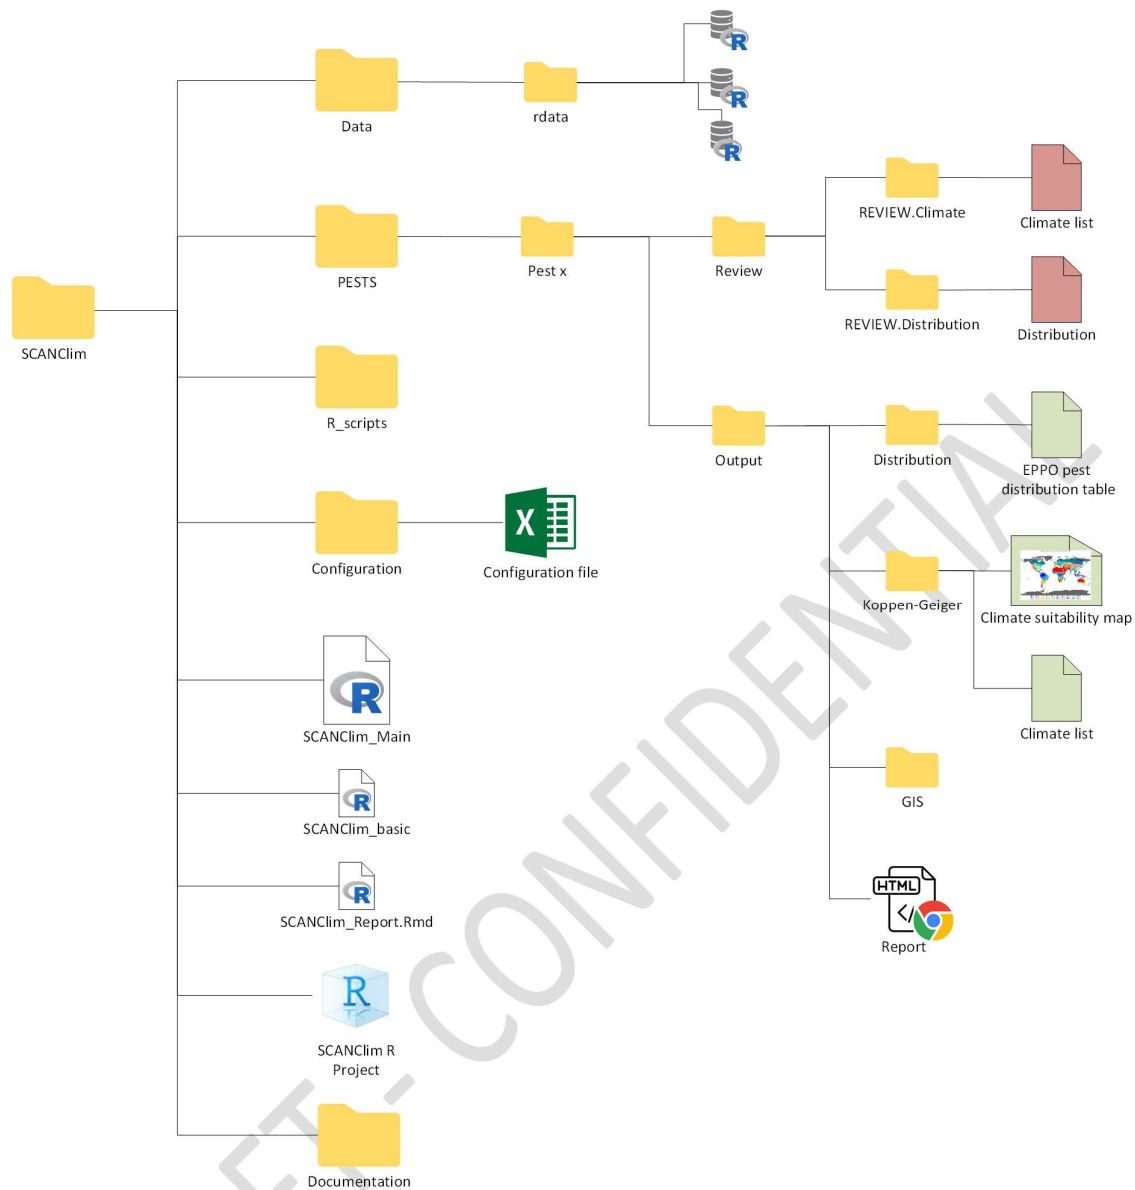 Data
rdata
R
R
R
REVIEW.Climate
Climate list
PESTS
Pest x
Review
SCANClim
REVIEW.Distribution
Distribution
R_scripts
Output
Distribution
EPPO pest
distribution table
Configuration
X
Configuration file
Koppen-Geiger
Climate suitability map
R
SCANClim_Main
Climate list
R
SCANClim_basic
GIS
R
SCANClim_Report.Rmd
HTML
</>
Report
R
SCANClim R
Project
Documentation
FT - CONFIDENTIAL